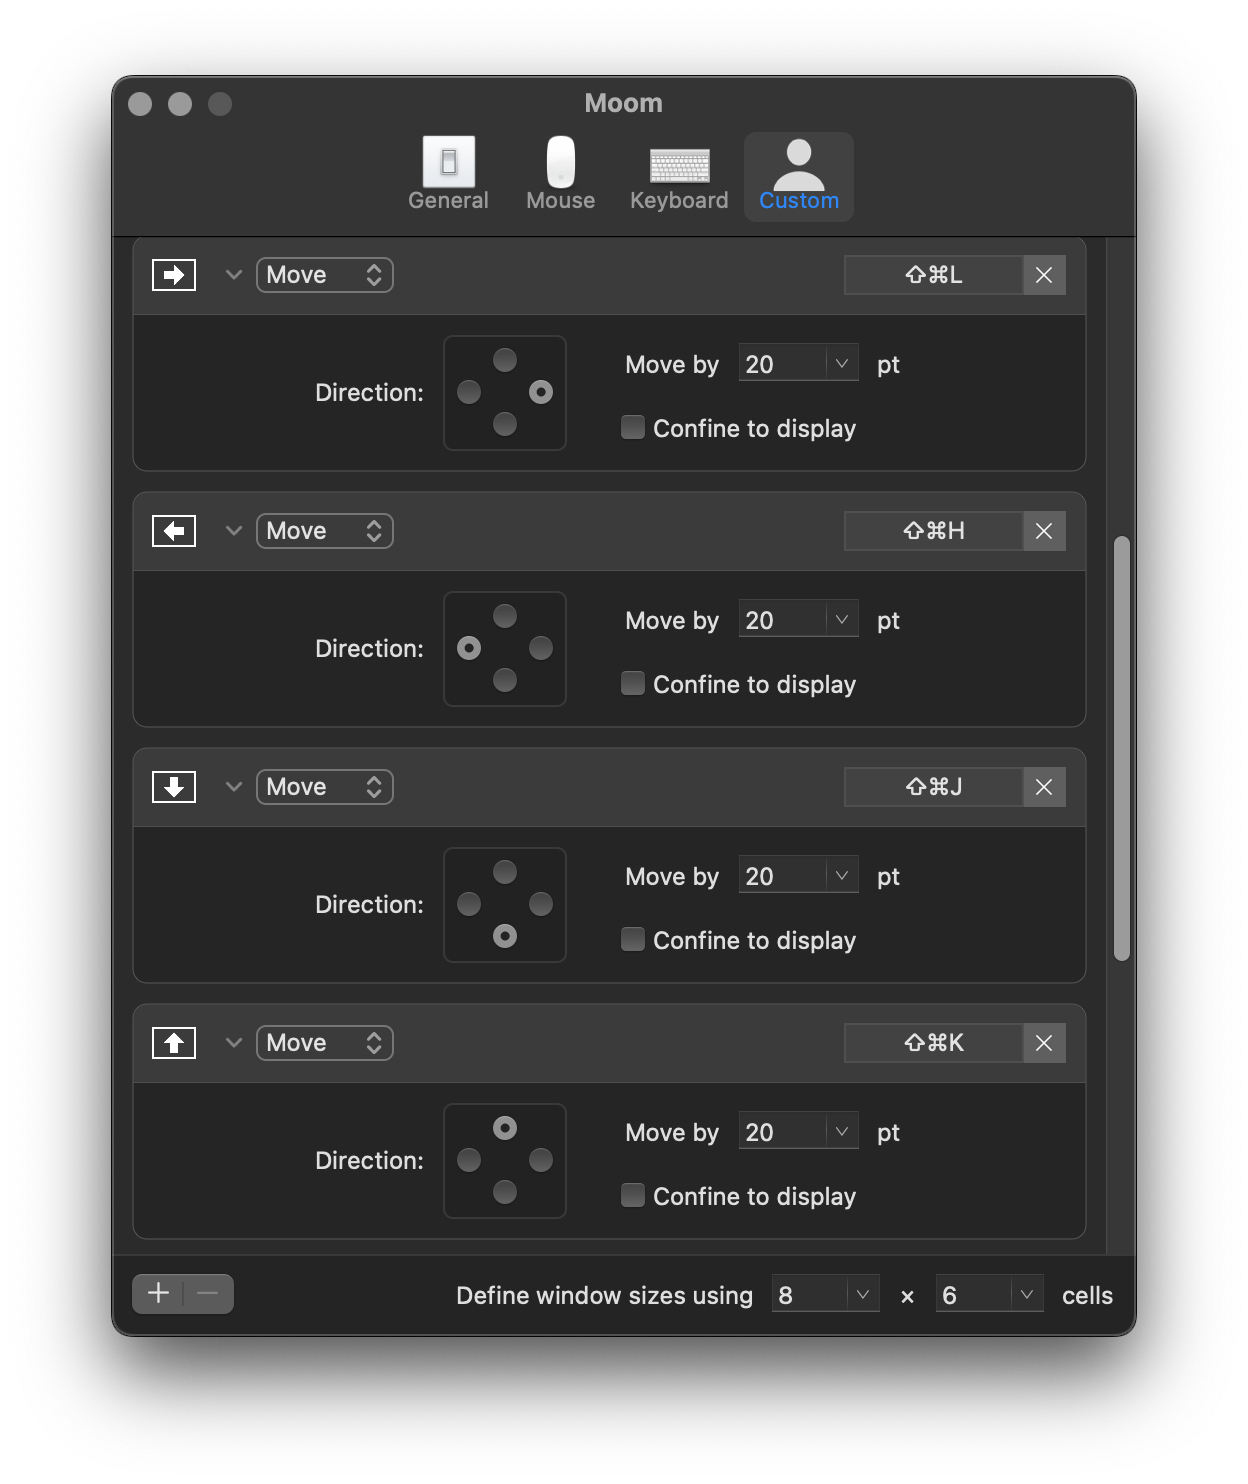 Moom
General Mouse Keyboard Custom
Move ⇧⌘L
Move by 20 pt
Direction:
Confine to display
Move ⇧⌘H
Move by 20 pt
Direction:
Confine to display
Move ⇧⌘J
Move by 20 pt
Direction:
Confine to display
Move ⇧⌘K
Move by 20 pt
Direction:
Confine to display
Define window sizes using 8 × 6 cells